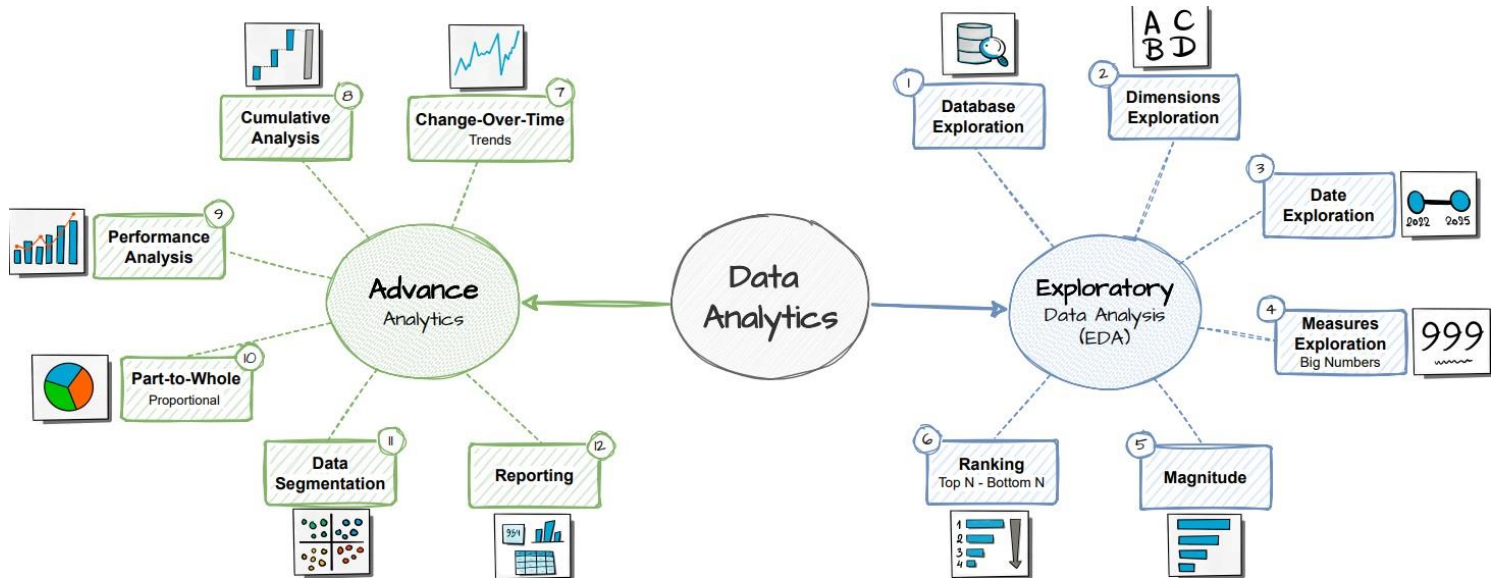 Data
Analytics
Exploratory
Data Analysis
(EDA)
1
Database
Exploration
A C
B D
2
Dimensions
Exploration
3
Date
Exploration
2022 2025
4
Measures
Exploration
Big Numbers
999
5
Magnitude
6
Ranking
Top N - Bottom N
1
2
3
4
Advance
Analytics
7
Change-Over-Time
Trends
8
Cumulative
Analysis
9
Performance
Analysis
10
Part-to-Whole
Proportional
11
Data
Segmentation
12
Reporting